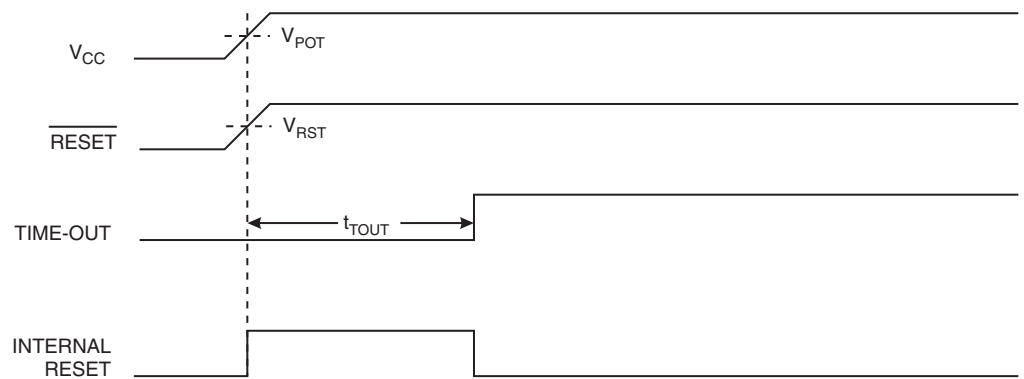 V_CC
V_POT
RESET
V_RST
TIME-OUT
t_TOUT
INTERNAL
RESET